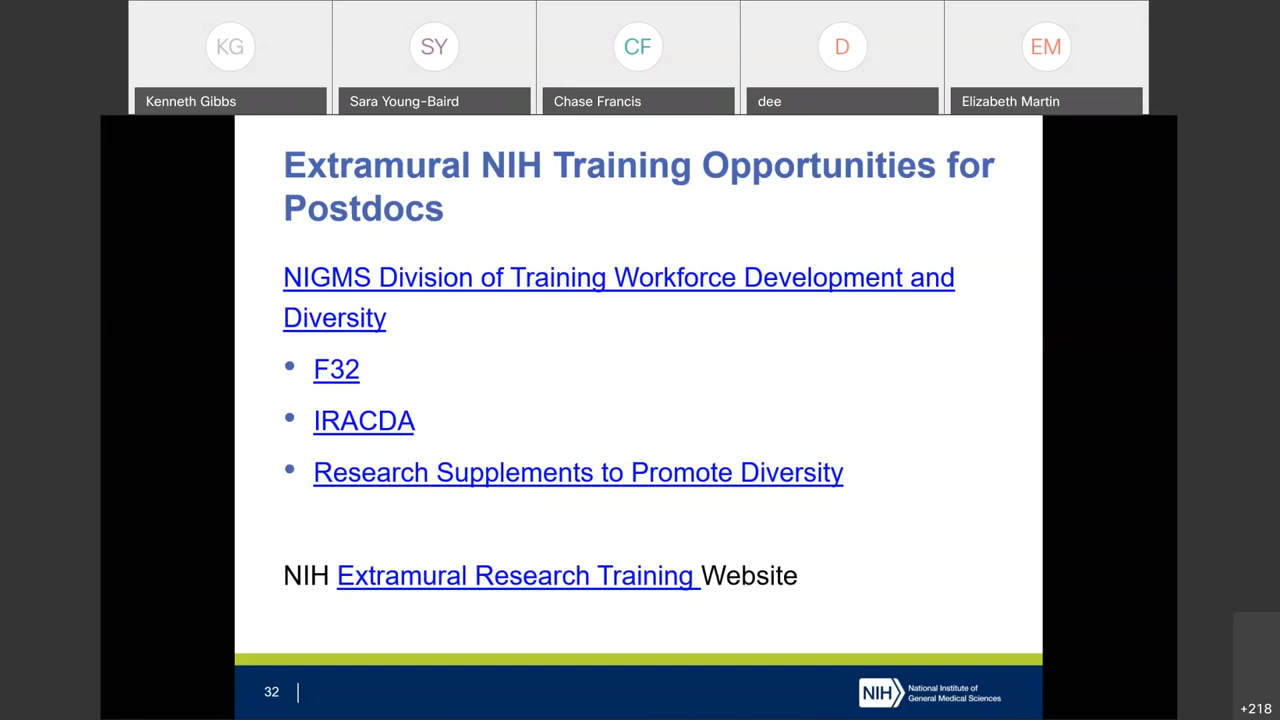 KG
SY
CF
D
EM
Kenneth Gibbs
Sara Young-Baird
Chase Francis
dee
Elizabeth Martin
Extramural NIH Training Opportunities for
Postdocs
NIGMS Division of Training Workforce Development and
Diversity
• F32
• IRACDA
• Research Supplements to Promote Diversity
NIH Extramural Research Training Website
32
NIH
National Institute of
General Medical Sciences
+218